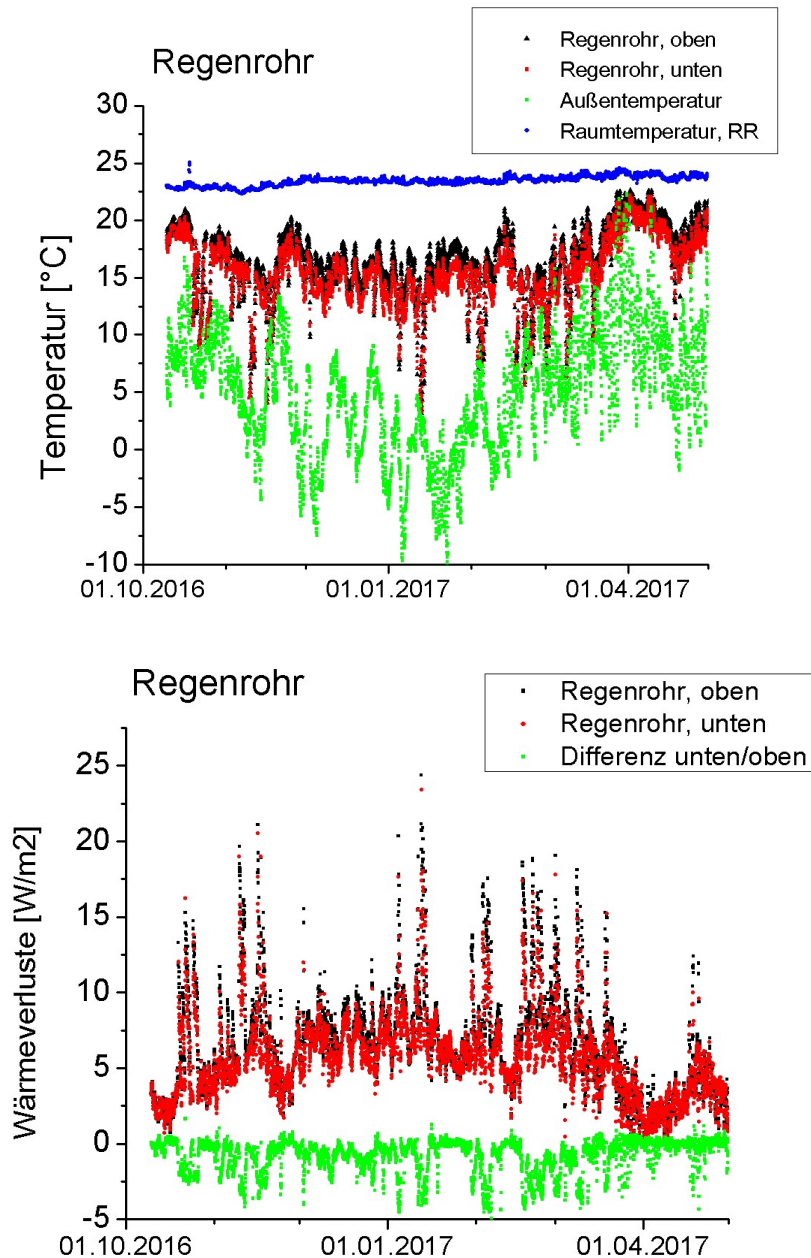 Regenrohr
Regenrohr, oben
Regenrohr, unten
Außentemperatur
Raumtemperatur, RR
Temperatur [°C]
30
25
20
15
10
5
0
-5
-10
01.10.2016
01.01.2017
01.04.2017
Regenrohr
Regenrohr, oben
Regenrohr, unten
Differenz unten/oben
Wärmeverluste [W/m2]
25
20
15
10
5
0
-5
01.10.2016
01.01.2017
01.04.2017